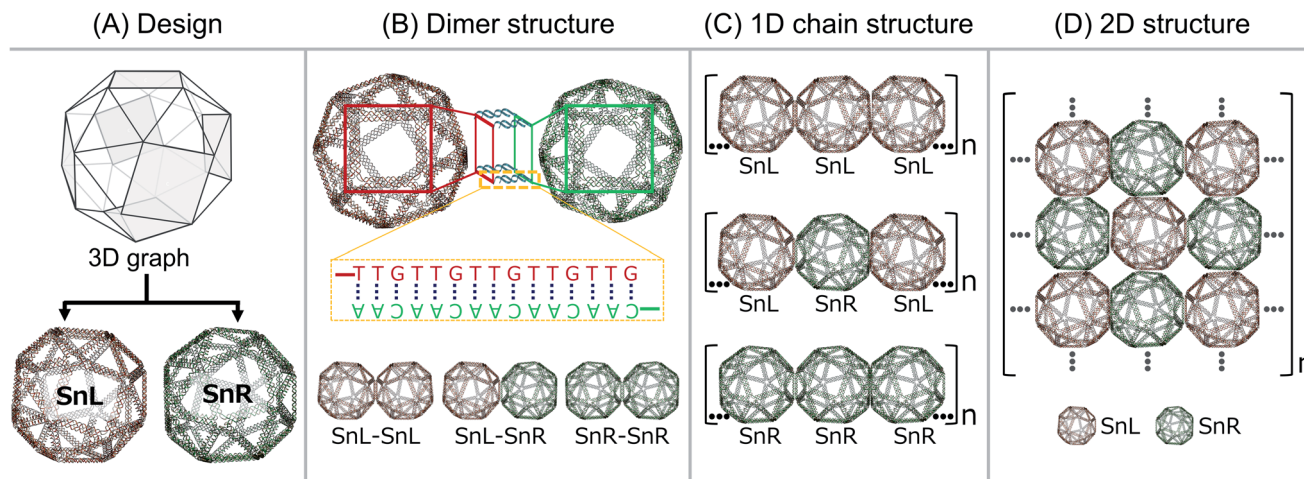 (A) Design
3D graph
SnL SnR
(B) Dimer structure
TTGTTGTTGTTGTTG
AACAACAACAACAAC
SnL-SnL SnL-SnR SnR-SnR
(C) 1D chain structure
n
SnL SnL SnL
n
SnL SnR SnL
n
SnR SnR SnR
(D) 2D structure
n
SnL SnR